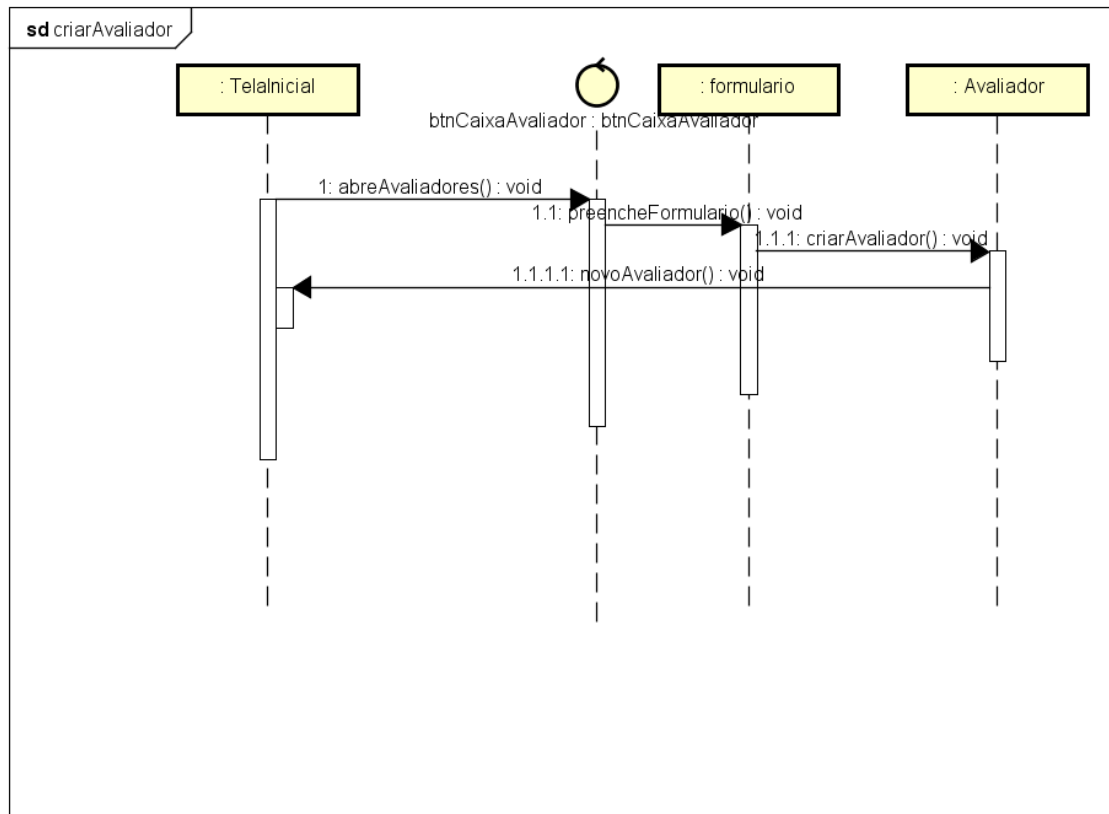 sd criarAvaliador
: TelaInicial
: formulario
: Avaliador
btnCaixaAvaliador : btnCaixaAvaliador
1: abreAvaliadores() : void
1.1: preencheFormulario() : void
1.1.1: criarAvaliador() : void
1.1.1.1: novoAvaliador() : void